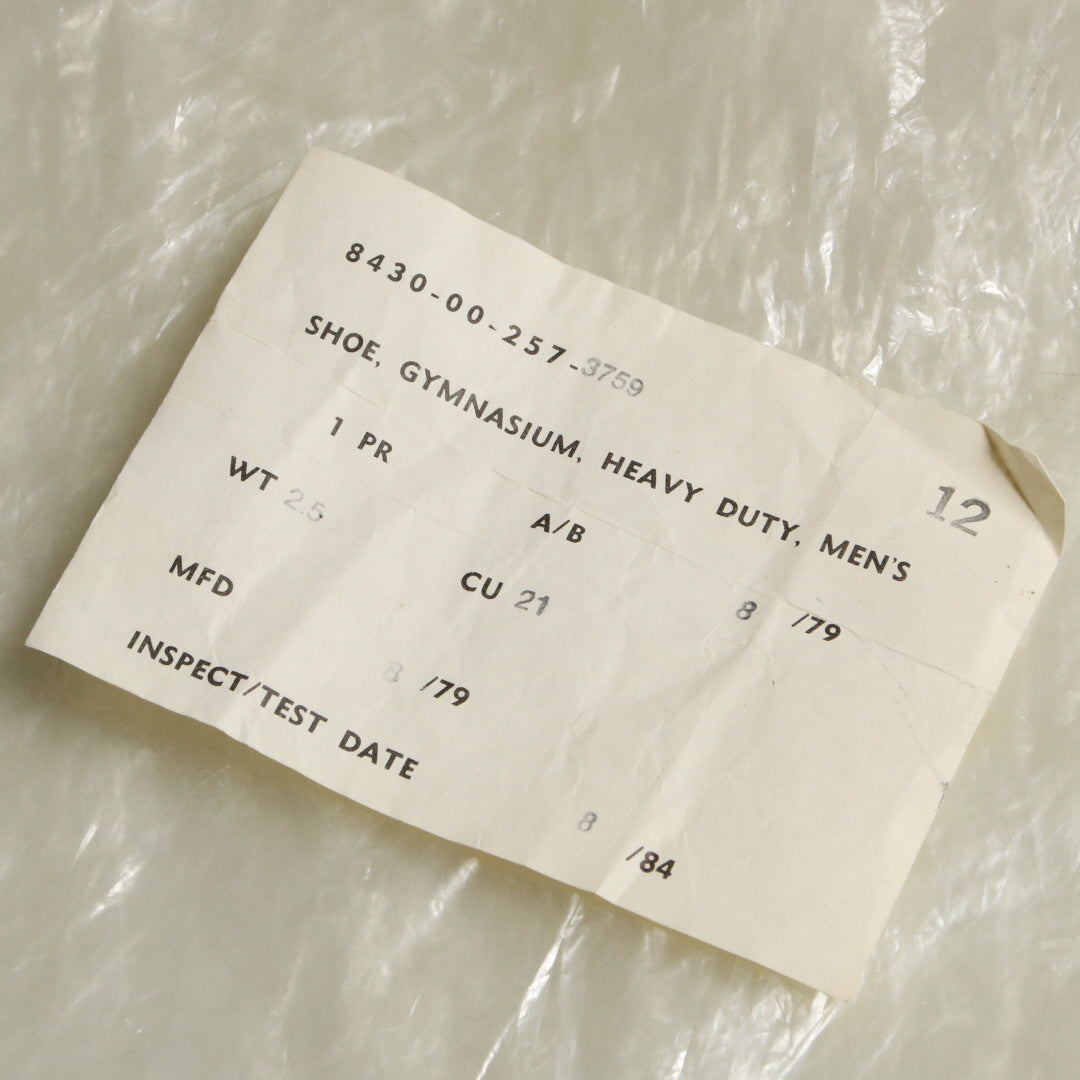 8430-00-257-3759
SHOE, GYMNASIUM, HEAVY DUTY, MEN'S 12
1 PR
WT 2.5 A/B
MFD CU 21 8 /79
INSPECT/TEST DATE 8 /79
8 /84